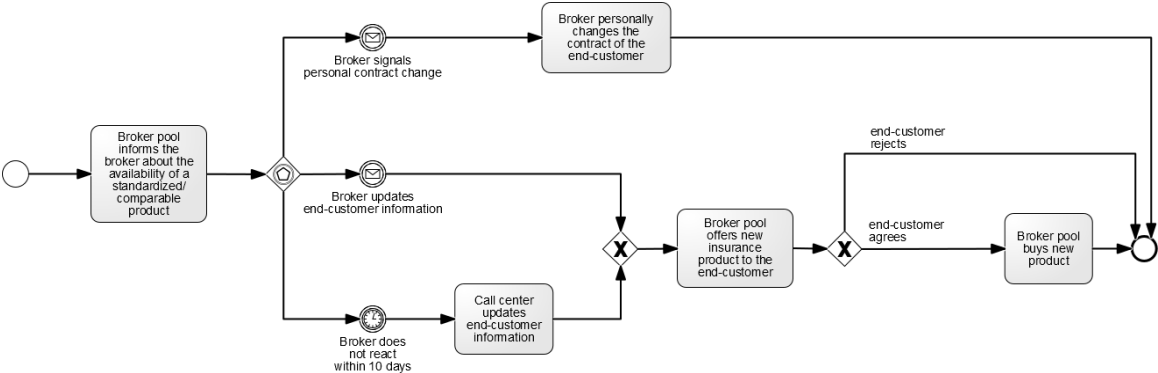 Broker personally
changes the
contract of the
end-customer
Broker signals
personal contract change
Broker pool
informs the
broker about the
availability of a
standardized/
comparable
product
Broker updates
end-customer information
end-customer
rejects
Broker pool
offers new
insurance
product to the
end-customer
end-customer
agrees
Broker pool
buys new
product
Call center
updates
end-customer
information
Broker does
not react
within 10 days